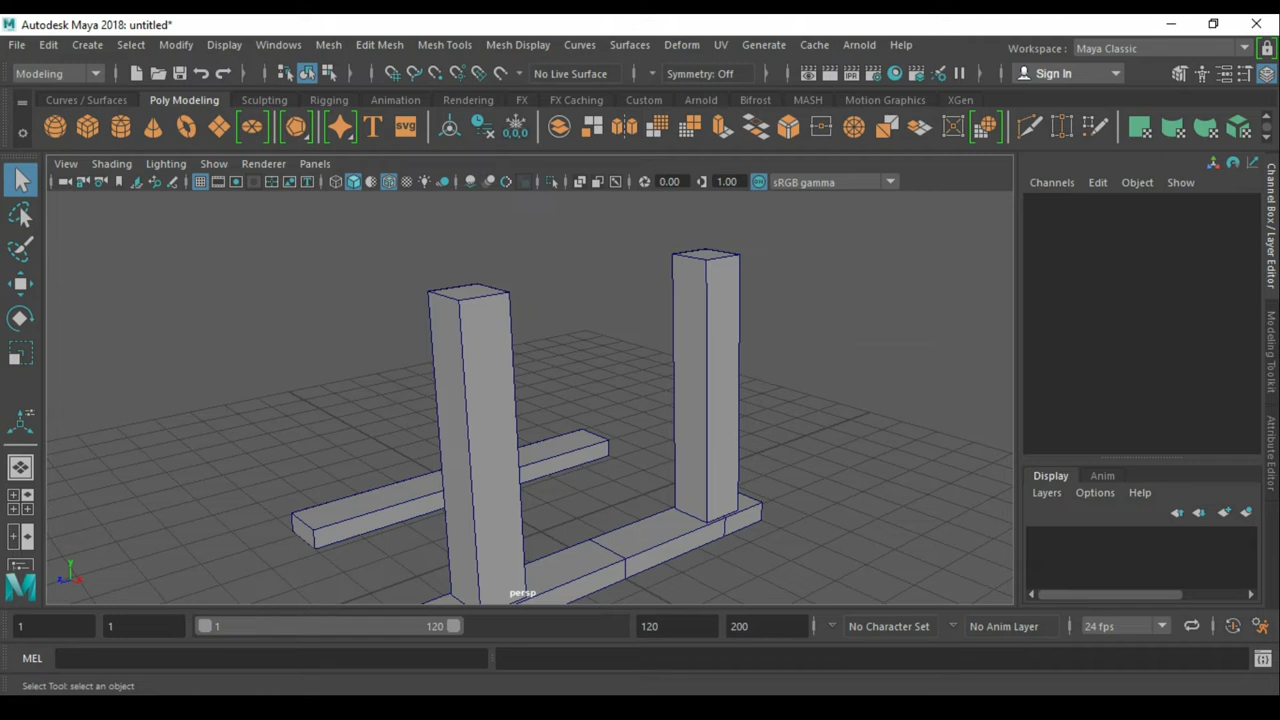 Autodesk Maya 2018: untitled*
File Edit Create Select Modify Display Windows Mesh Edit Mesh Mesh Tools Mesh Display Curves Surfaces Deform UV Generate Cache Arnold Help Workspace : Maya Classic
Modeling No Live Surface Symmetry: Off Sign In
Curves / Surfaces Poly Modeling Sculpting Rigging Animation Rendering FX FX Caching Custom Arnold Bifrost MASH Motion Graphics XGen
T svg 0,0,0
View Shading Lighting Show Renderer Panels
0.00 1.00 sRGB gamma
Channels Edit Object Show
Channel Box / Layer Editor
Modeling Toolkit
Attribute Editor
Display Anim
Layers Options Help
y
z x
persp
1 1 1 120 120 200 No Character Set No Anim Layer 24 fps
MEL
Select Tool: select an object